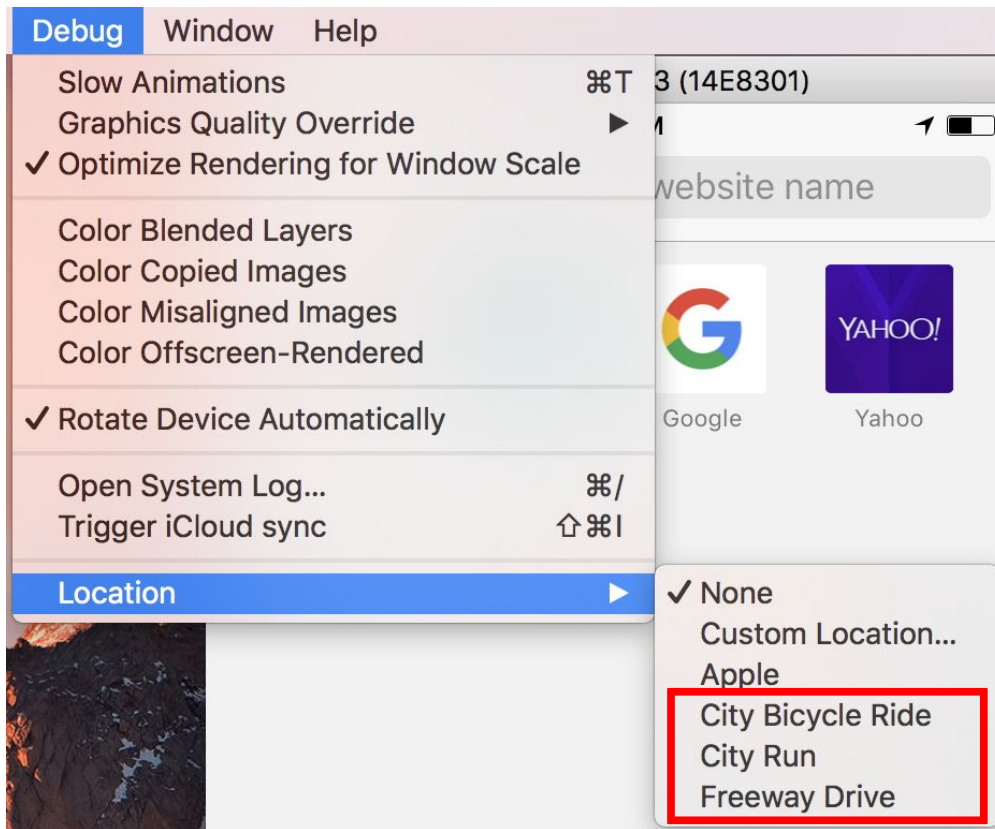 Debug Window Help
Slow Animations ⌘T
3 (14E8301)
Graphics Quality Override ▶
✓ Optimize Rendering for Window Scale
website name
Color Blended Layers
Color Copied Images
Color Misaligned Images
Color Offscreen-Rendered
YAHOO!
✓ Rotate Device Automatically
Google Yahoo
Open System Log... ⌘/
Trigger iCloud sync ⇧⌘I
Location ▶
✓ None
Custom Location...
Apple
City Bicycle Ride
City Run
Freeway Drive